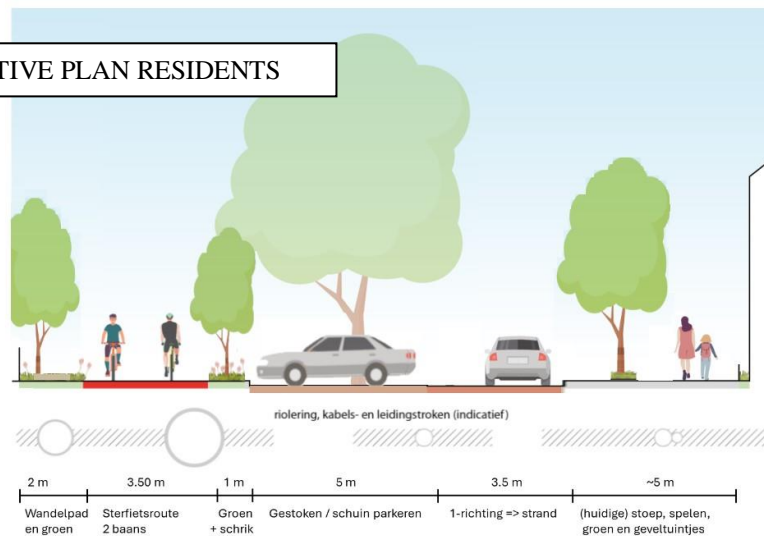 TIVE PLAN RESIDENTS
riolering, kabels- en leidingstroken (indicatief)
2 m 3.50 m 1 m 5 m 3.5 m ~5 m
Wandelpad Sterfietsroute Groen Gestoken / schuin parkeren 1-richting => strand (huidige) stoep, spelen,
en groen 2 baans + schrik groen en geveltuintjes